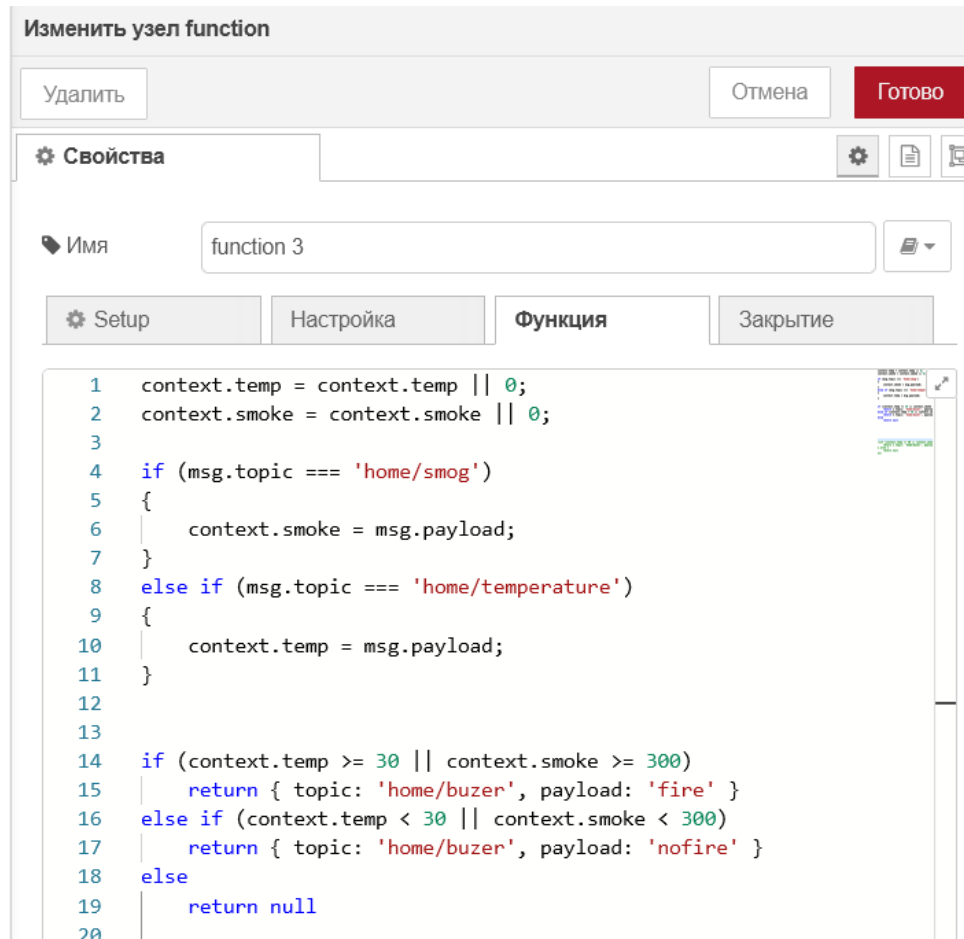 Изменить узел function
Удалить
Отмена
Готово
Свойства
Имя
function 3
Setup
Настройка
Функция
Закрытие
1 context.temp = context.temp || 0;
2 context.smoke = context.smoke || 0;
3
4 if (msg.topic === 'home/smog')
5 {
6 context.smoke = msg.payload;
7 }
8 else if (msg.topic === 'home/temperature')
9 {
10 context.temp = msg.payload;
11 }
12
13
14 if (context.temp >= 30 || context.smoke >= 300)
15 return { topic: 'home/buzer', payload: 'fire' }
16 else if (context.temp < 30 || context.smoke < 300)
17 return { topic: 'home/buzer', payload: 'nofire' }
18 else
19 return null
20